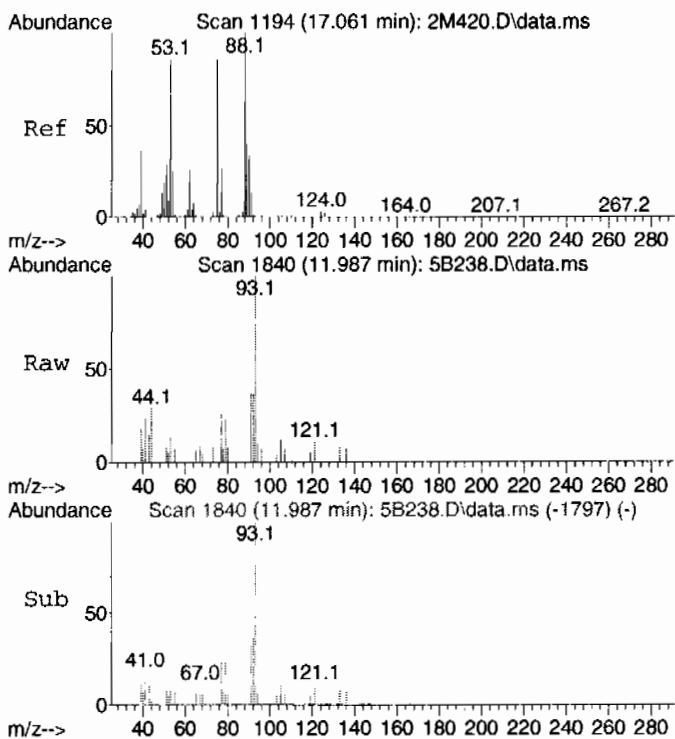 Abundance Scan 1194 (17.061 min): 2M420.D\data.ms
53.1 88.1
Ref 50
124.0 164.0 207.1 267.2
0
m/z--> 40 60 80 100 120 140 160 180 200 220 240 260 280
Abundance Scan 1840 (11.987 min): 5B238.D\data.ms
93.1
Raw 50
44.1
121.1
0
m/z--> 40 60 80 100 120 140 160 180 200 220 240 260 280
Abundance Scan 1840 (11.987 min): 5B238.D\data.ms (-1797) (-)
93.1
Sub 50
41.0 67.0 121.1
0
m/z--> 40 60 80 100 120 140 160 180 200 220 240 260 280